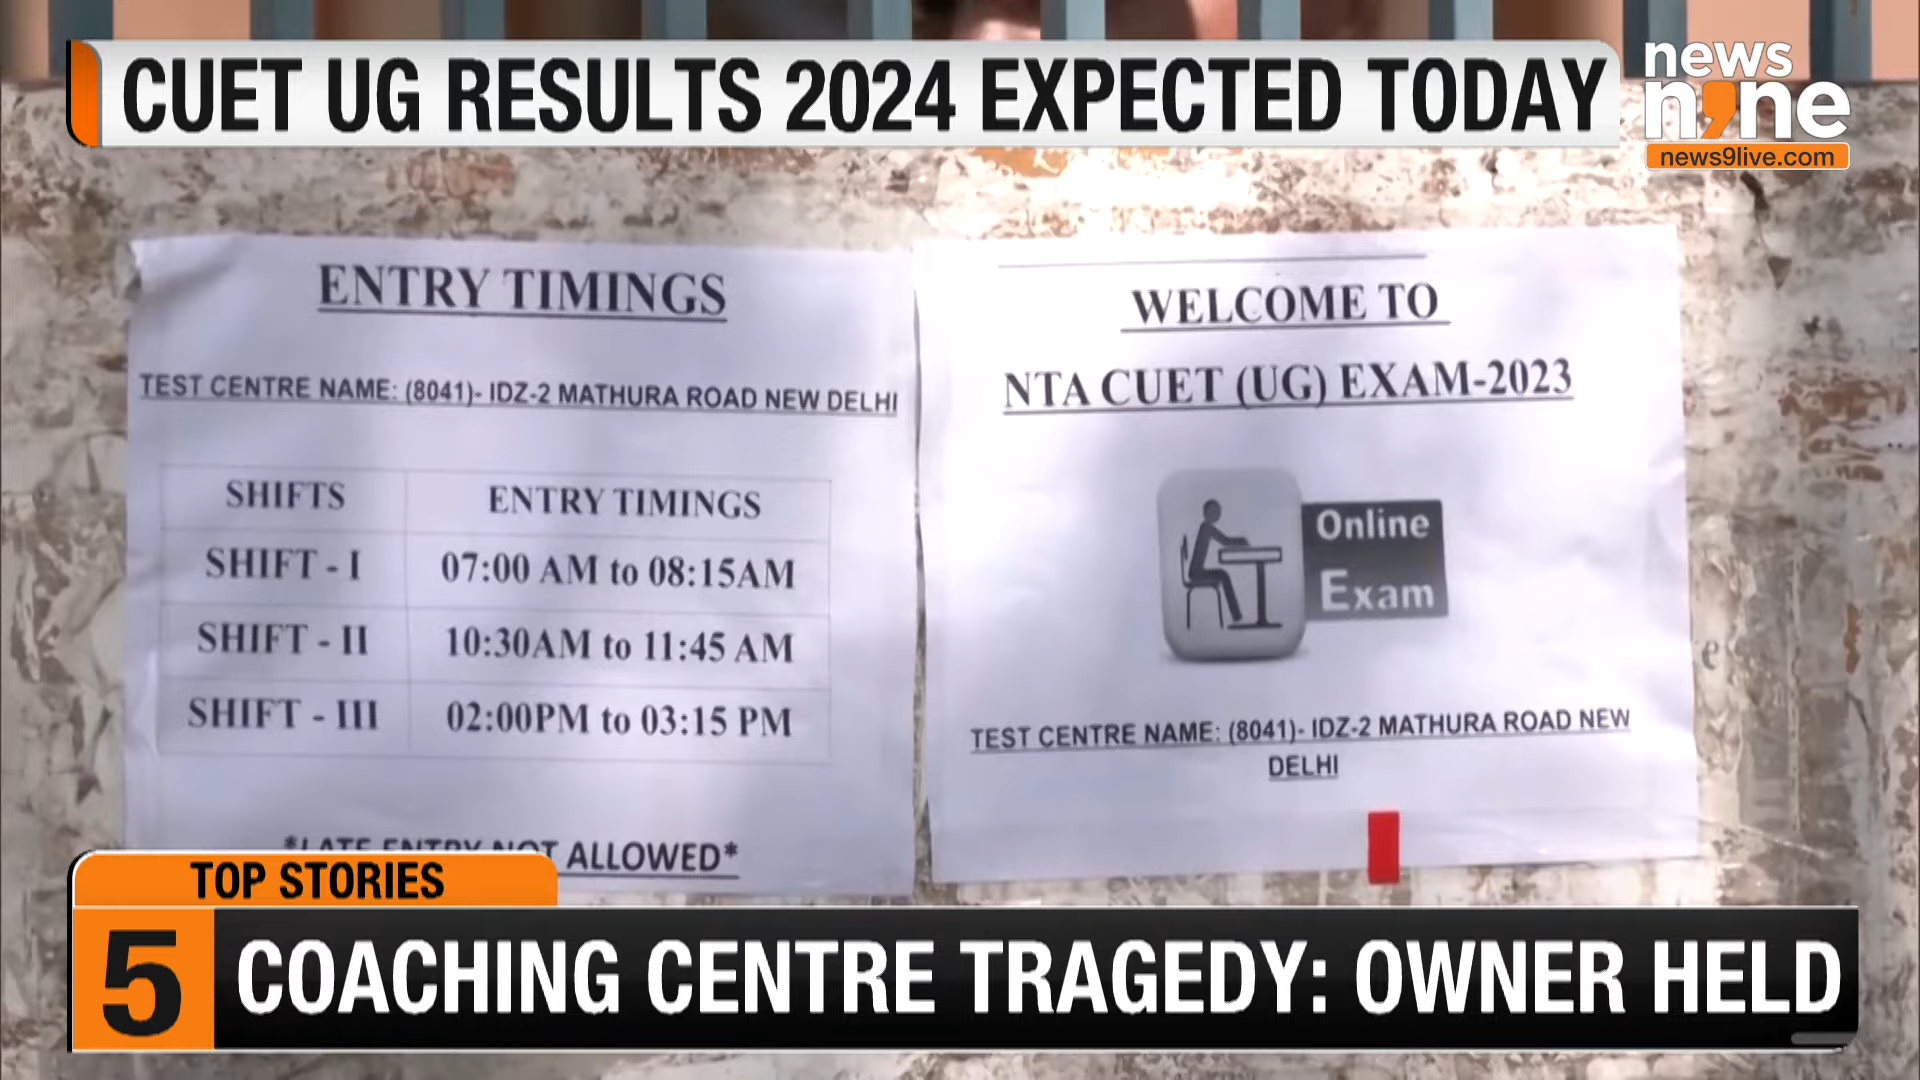 CUET UG RESULTS 2024 EXPECTED TODAY
news
nine
news9live.com
ENTRY TIMINGS
TEST CENTRE NAME: (8041)- IDZ-2 MATHURA ROAD NEW DELHI
SHIFTS ENTRY TIMINGS
SHIFT - I 07:00 AM to 08:15AM
SHIFT - II 10:30AM to 11:45 AM
SHIFT - III 02:00PM to 03:15 PM
*LATE ENTRY NOT ALLOWED*
WELCOME TO
NTA CUET (UG) EXAM-2023
Online
Exam
TEST CENTRE NAME: (8041)- IDZ-2 MATHURA ROAD NEW
DELHI
TOP STORIES
5 COACHING CENTRE TRAGEDY: OWNER HELD